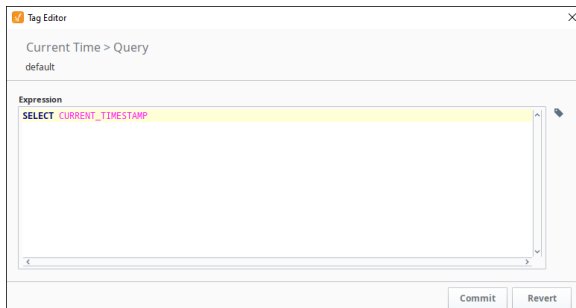 Tag Editor
Current Time > Query
default
Expression
SELECT CURRENT_TIMESTAMP
Commit Revert